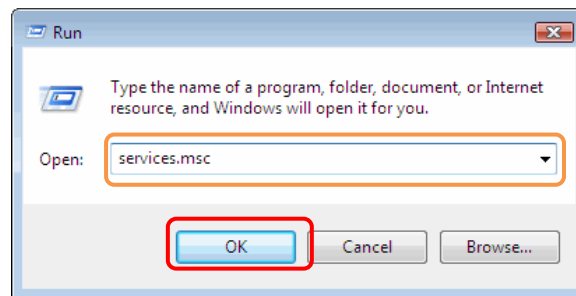 Run
Type the name of a program, folder, document, or Internet
resource, and Windows will open it for you.
Open: services.msc
OK Cancel Browse...